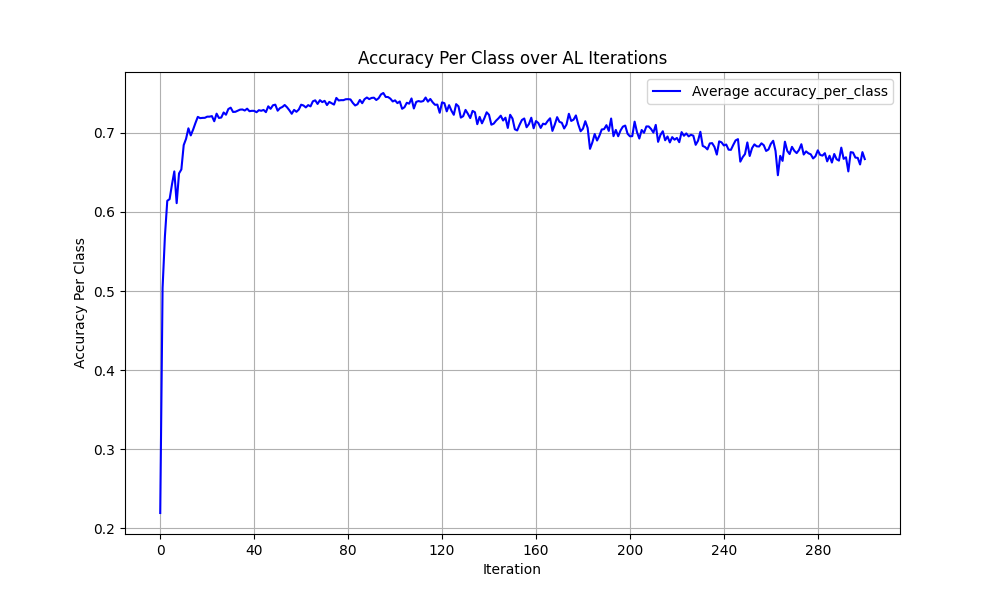 Accuracy Per Class over AL Iterations
Average accuracy_per_class
Accuracy Per Class
0.7
0.6
0.5
0.4
0.3
0.2
0 40 80 120 160 200 240 280
Iteration